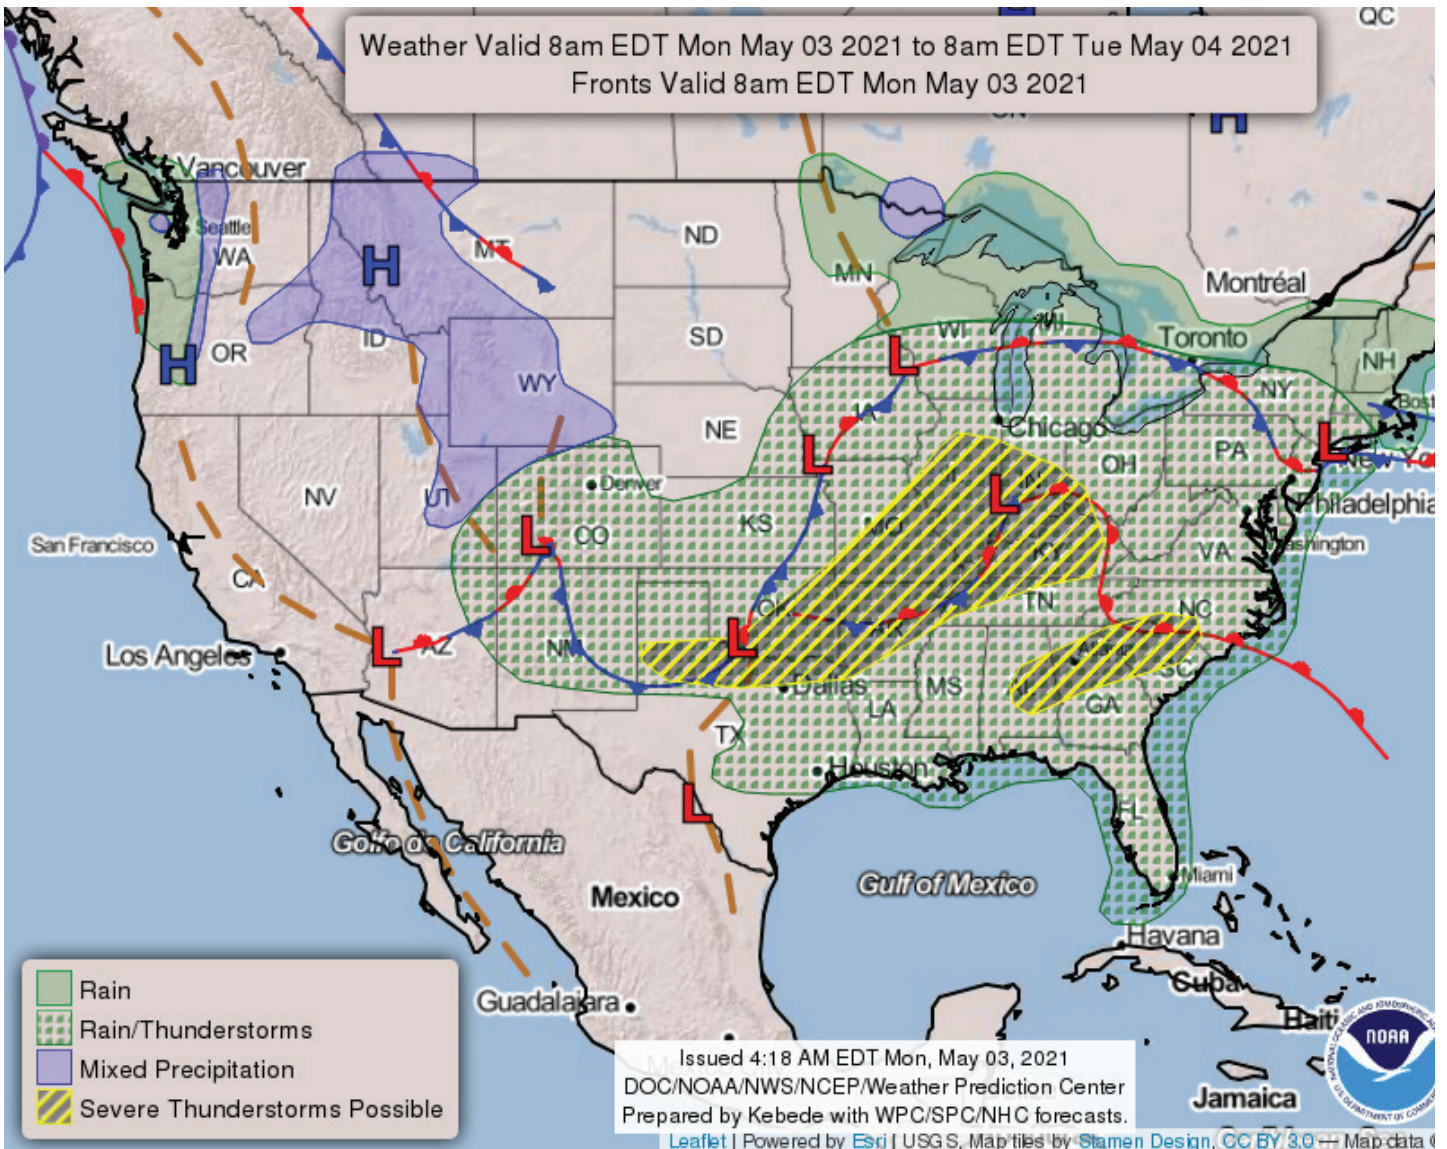 QC
Weather Valid 8am EDT Mon May 03 2021 to 8am EDT Tue May 04 2021
Fronts Valid 8am EDT Mon May 03 2021
H
Vancouver
Seattle
WA
MT
ND
H
MN
Montréal
OR
H
ID
SD
WI
MI
Toronto
NH
WY
L
NY
Bost
NE
IA
Chicago
L
L
PA
New Yo
OH
NV
UT
Denver
L
Philadelphia
San Francisco
CO
L
KS
MO
KY
VA
Washington
CA
OK
TN
NC
Los Angeles
L
AZ
NM
L
AR
Atlanta
SC
Dallas
MS
AL
GA
LA
TX
Houston
L
FL
Golfo de California
Mexico
Gulf of Mexico
Miami
Havana
Cuba
Guadalajara
Haiti
Rain
Rain/Thunderstorms
Mixed Precipitation
Severe Thunderstorms Possible
Issued 4:18 AM EDT Mon, May 03, 2021
DOC/NOAA/NWS/NCEP/Weather Prediction Center
Prepared by Kebede with WPC/SPC/NHC forecasts.
NOAA
Jamaica
Leaflet | Powered by Esri | USGS, Map tiles by Stamen Design, CC BY 3.0 — Map data ©